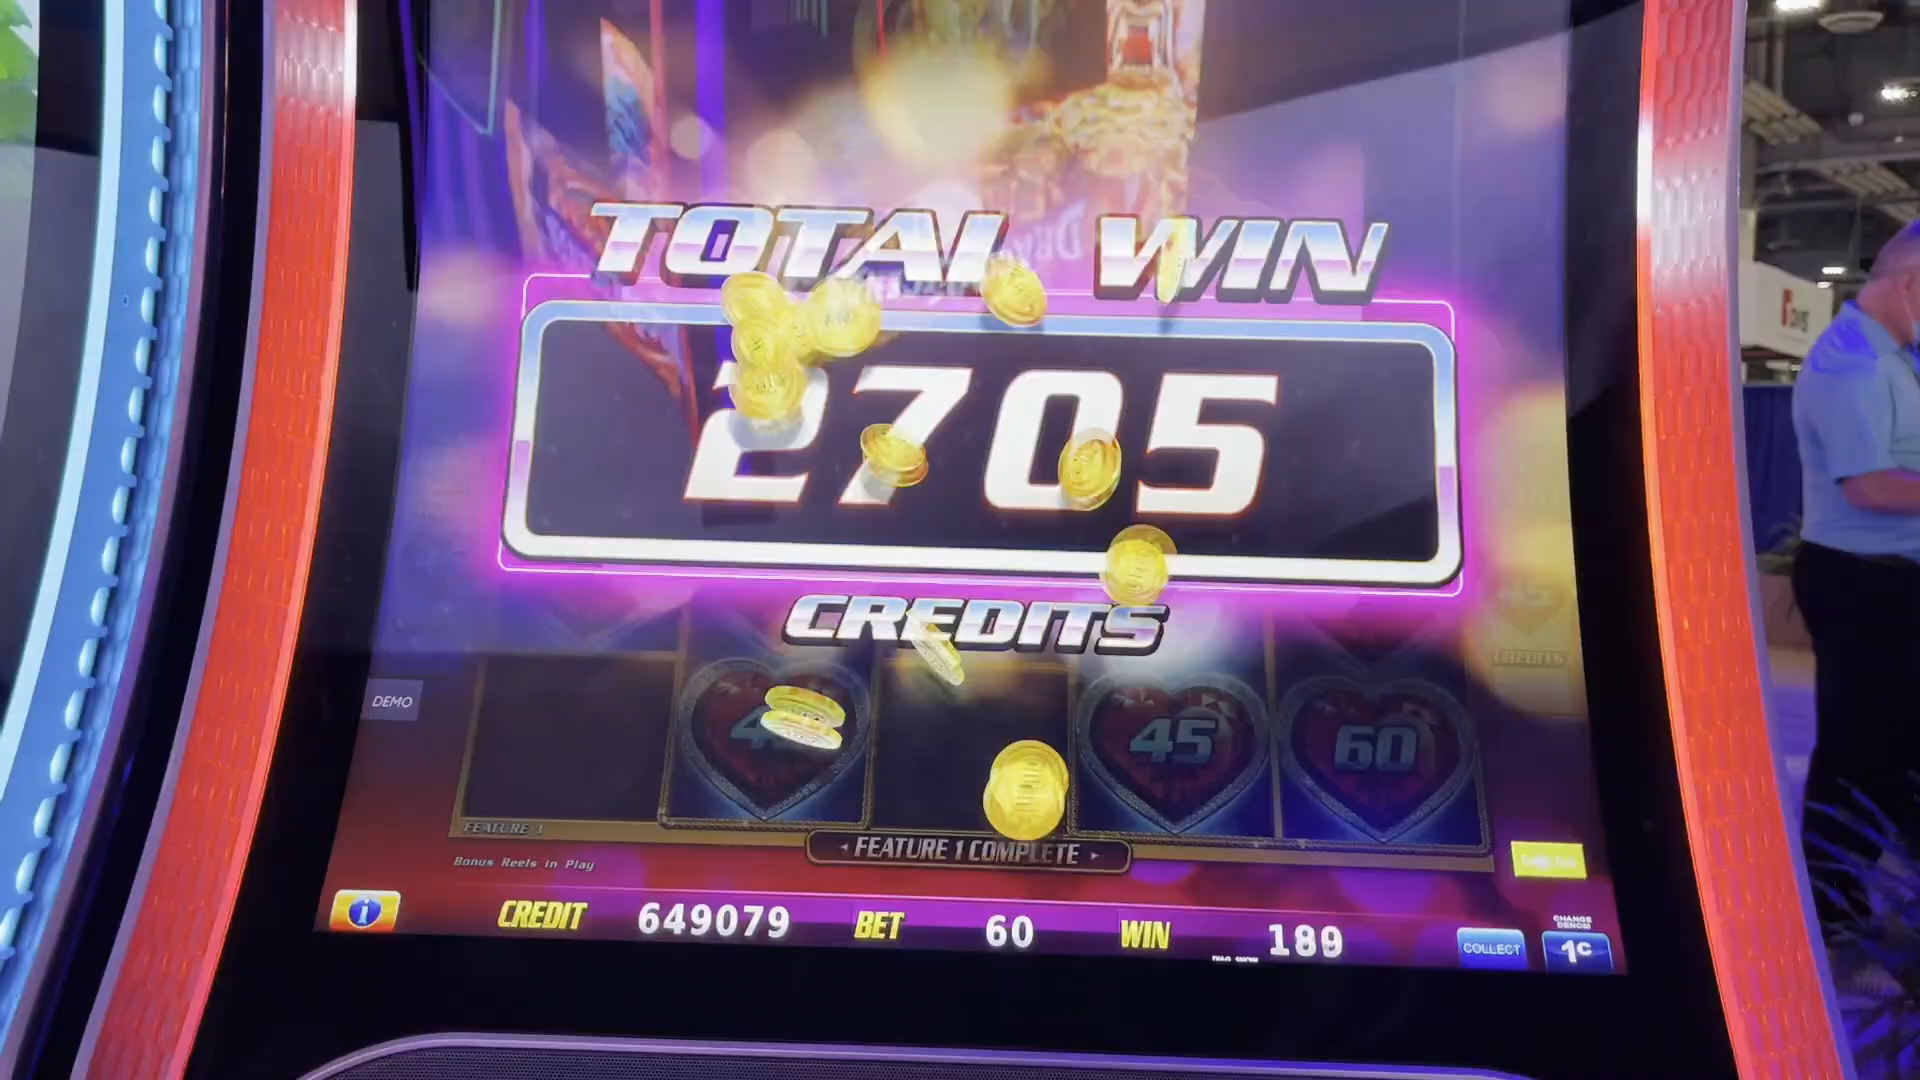 TOTAL WIN
2705
CREDITS
DEMO
45 60
FEATURE 1
FEATURE 1 COMPLETE
Bonus Reels in Play
CREDIT 649079 BET 60 WIN 189
COLLECT
CHANGE
DENOM
1¢